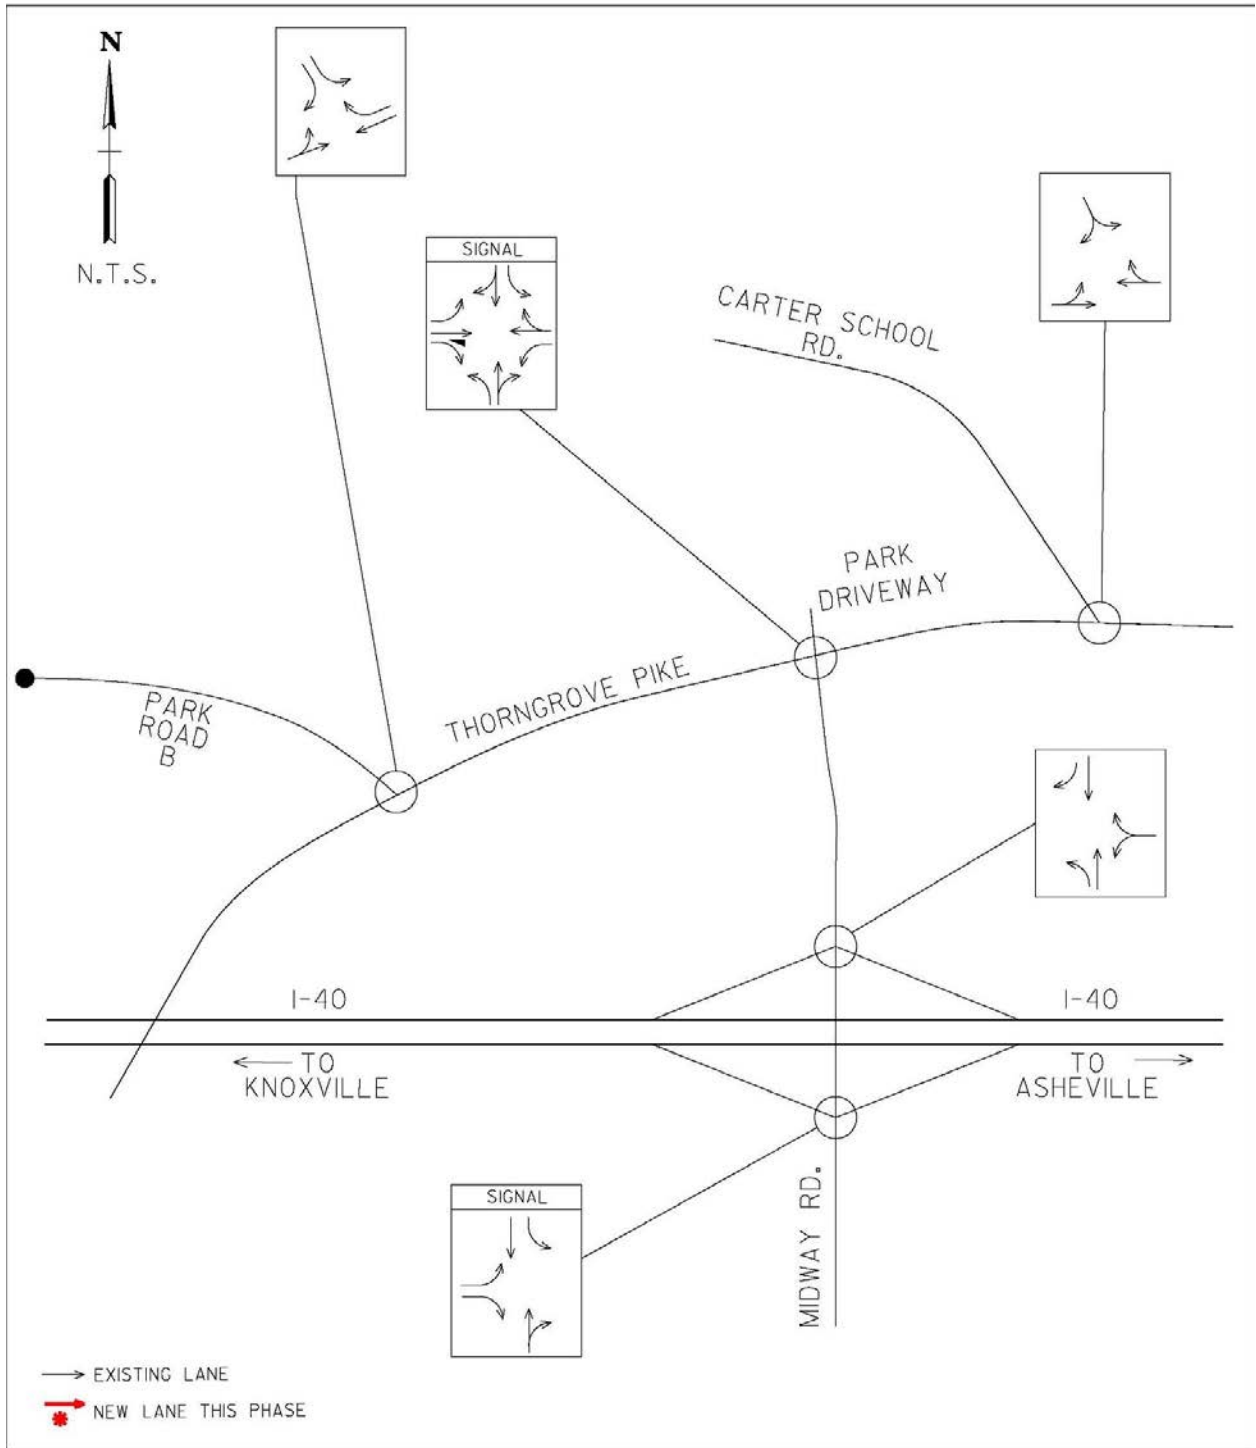 N
N.T.S.
SIGNAL
CARTER SCHOOL
RD.
PARK
DRIVEWAY
THORNGROVE PIKE
PARK
ROAD
B
I-40
I-40
TO
KNOXVILLE
TO
ASHEVILLE
MIDWAY RD.
SIGNAL
EXISTING LANE
NEW LANE THIS PHASE